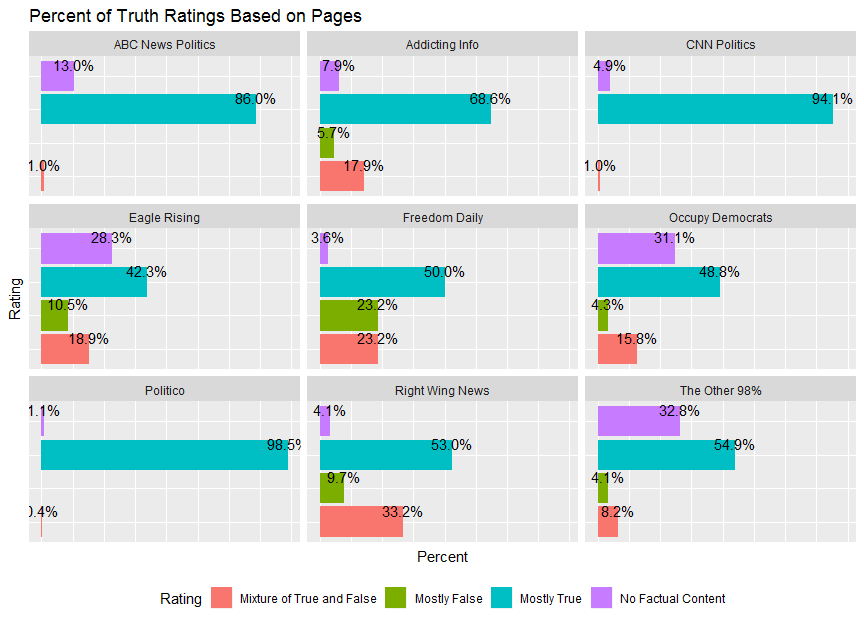 Percent of Truth Ratings Based on Pages
ABC News Politics
13.0%
86.0%
1.0%
Addicting Info
7.9%
68.6%
5.7%
17.9%
CNN Politics
4.9%
94.1%
1.0%
Eagle Rising
28.3%
42.3%
10.5%
18.9%
Freedom Daily
3.6%
50.0%
23.2%
23.2%
Occupy Democrats
31.1%
48.8%
4.3%
15.8%
Politico
1.1%
98.5%
0.4%
Right Wing News
4.1%
53.0%
9.7%
33.2%
The Other 98%
32.8%
54.9%
4.1%
8.2%
Rating
Percent
Rating Mixture of True and False Mostly False Mostly True No Factual Content